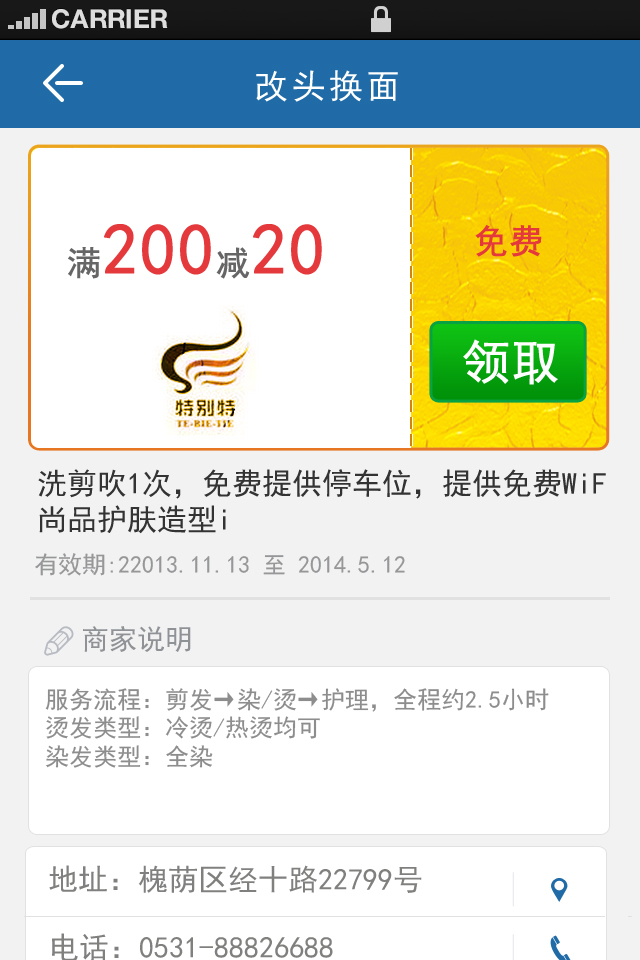 CARRIER
改头换面
满200减20
免费
领取
特别特
TE-BIE-TE
洗剪吹1次，免费提供停车位，提供免费WiF
尚品护肤造型i
有效期:22013.11.13 至 2014.5.12
商家说明
服务流程：剪发→染/烫→护理，全程约2.5小时
烫发类型：冷烫/热烫均可
染发类型：全染
地址：槐荫区经十路22799号
电话：0531-88826688